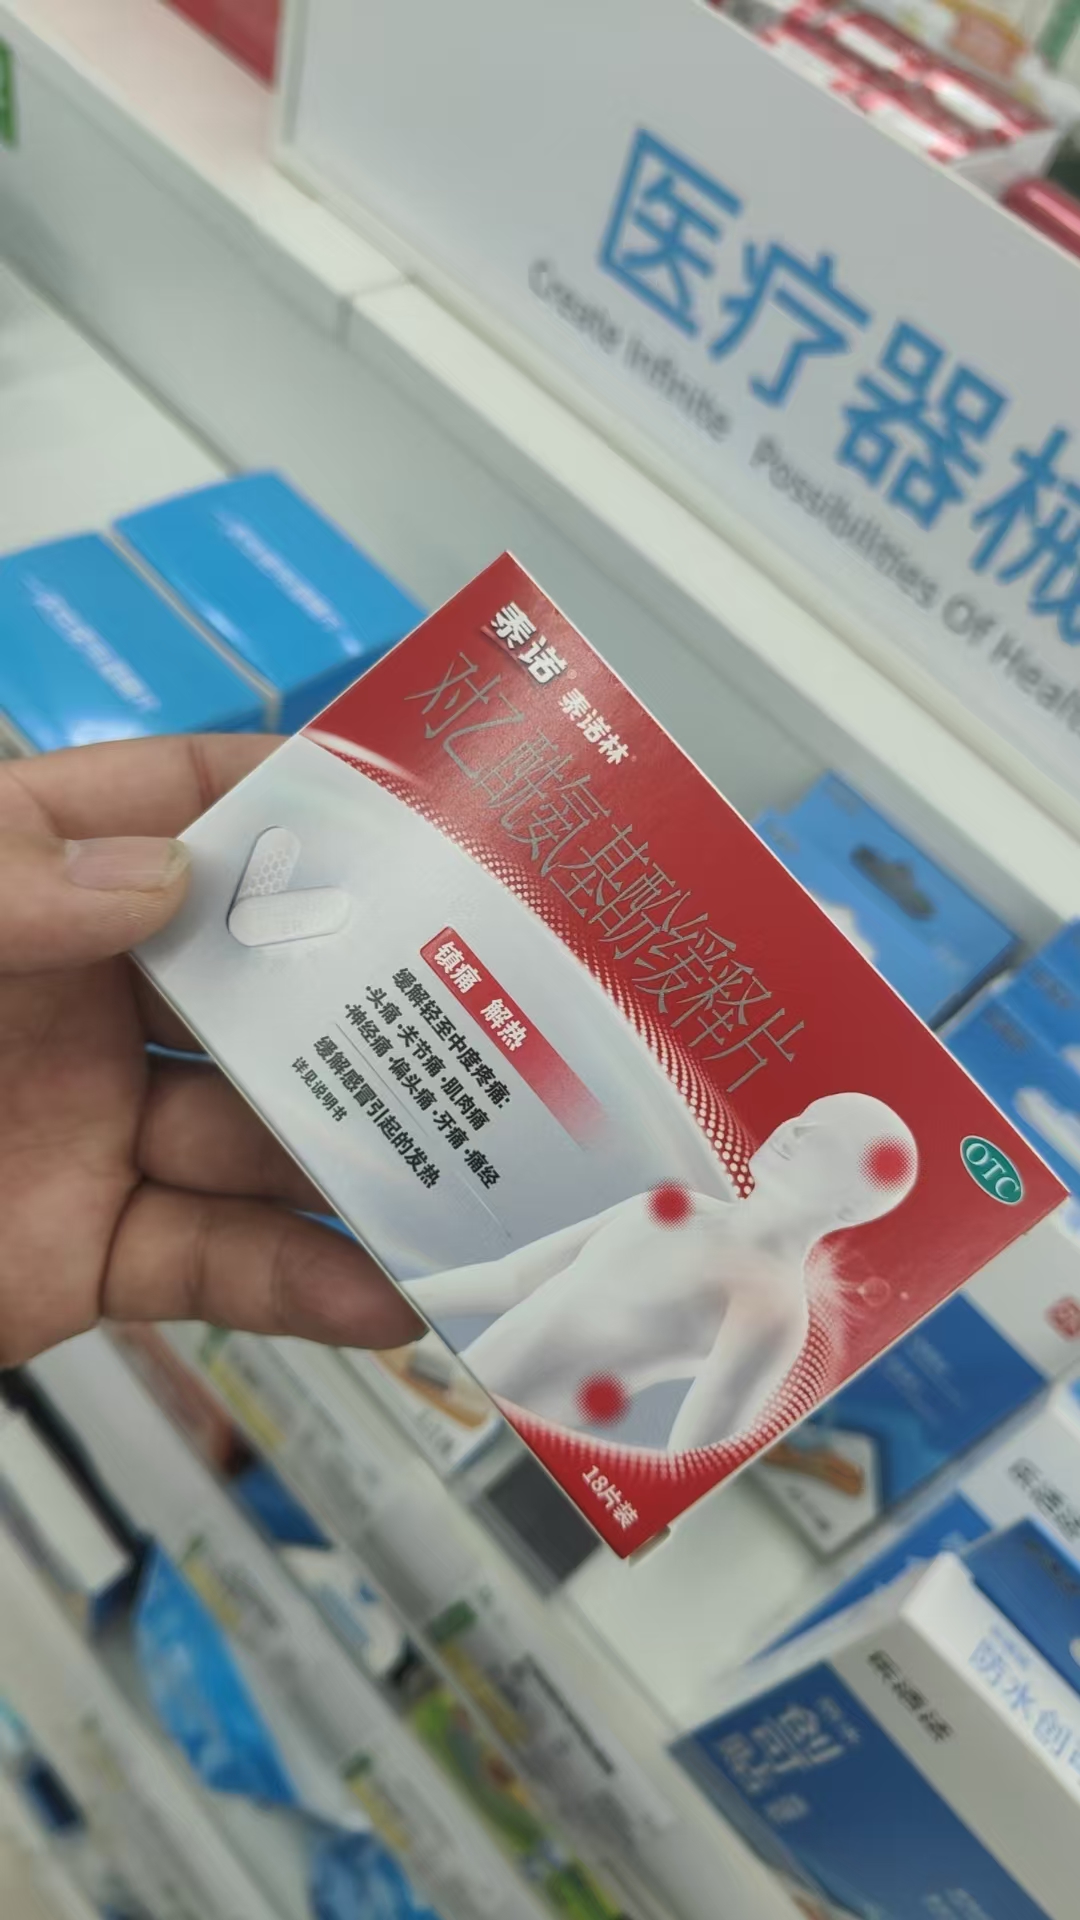 医疗器械
Create Infinite Possibilities Of Healt
泰诺®
泰诺林®
对乙酰氨基酚缓释片
镇痛 解热
缓解轻至中度疼痛:
·头痛·关节痛·肌肉痛
·神经痛·偏头痛·牙痛·痛经
缓解感冒引起的发热
详见说明书
OTC
18片装
防水创